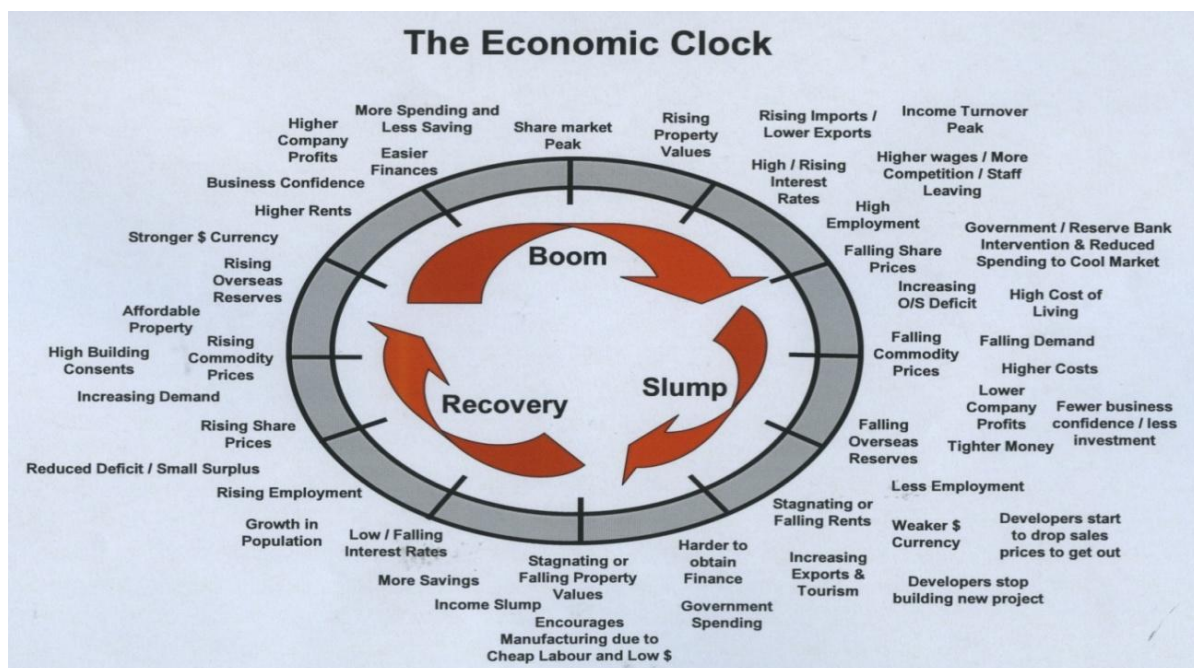 The Economic Clock
More Spending and
Less Saving
Higher
Company
Profits
Easier
Finances
Business Confidence
Higher Rents
Stronger $ Currency
Rising
Overseas
Reserves
Affordable
Property
High Building
Consents
Rising
Commodity
Prices
Increasing Demand
Rising Share
Prices
Reduced Deficit / Small Surplus
Rising Employment
Growth in
Population
Low / Falling
Interest Rates
More Savings
Income Slump
Share market
Peak
Rising
Property
Values
Rising Imports /
Lower Exports
Income Turnover
Peak
High / Rising
Interest
Rates
Higher wages / More
Competition / Staff
Leaving
High
Employment
Government / Reserve Bank
Intervention & Reduced
Spending to Cool Market
Falling Share
Prices
Increasing
O/S Deficit
High Cost of
Living
Falling
Commodity
Prices
Falling Demand
Higher Costs
Lower
Company
Profits
Fewer business
confidence / less
investment
Falling
Overseas
Reserves
Tighter Money
Less Employment
Stagnating or
Falling Rents
Weaker $
Currency
Developers start
to drop sales
prices to get out
Increasing
Exports &
Tourism
Developers stop
building new project
Harder to
obtain
Finance
Government
Spending
Stagnating or
Falling Property
Values
Encourages
Manufacturing due to
Cheap Labour and Low $
Boom
Slump
Recovery